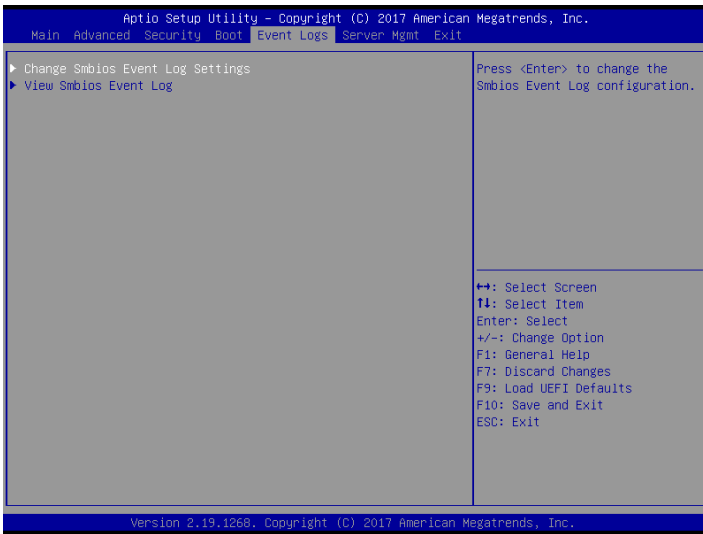 Aptio Setup Utility – Copyright (C) 2017 American Megatrends, Inc.
Main Advanced Security Boot Event Logs Server Mgmt Exit
▶ Change Smbios Event Log Settings
▶ View Smbios Event Log
Press <Enter> to change the
Smbios Event Log configuration.
↔: Select Screen
↑↓: Select Item
Enter: Select
+/-: Change Option
F1: General Help
F7: Discard Changes
F9: Load UEFI Defaults
F10: Save and Exit
ESC: Exit
Version 2.19.1268. Copyright (C) 2017 American Megatrends, Inc.